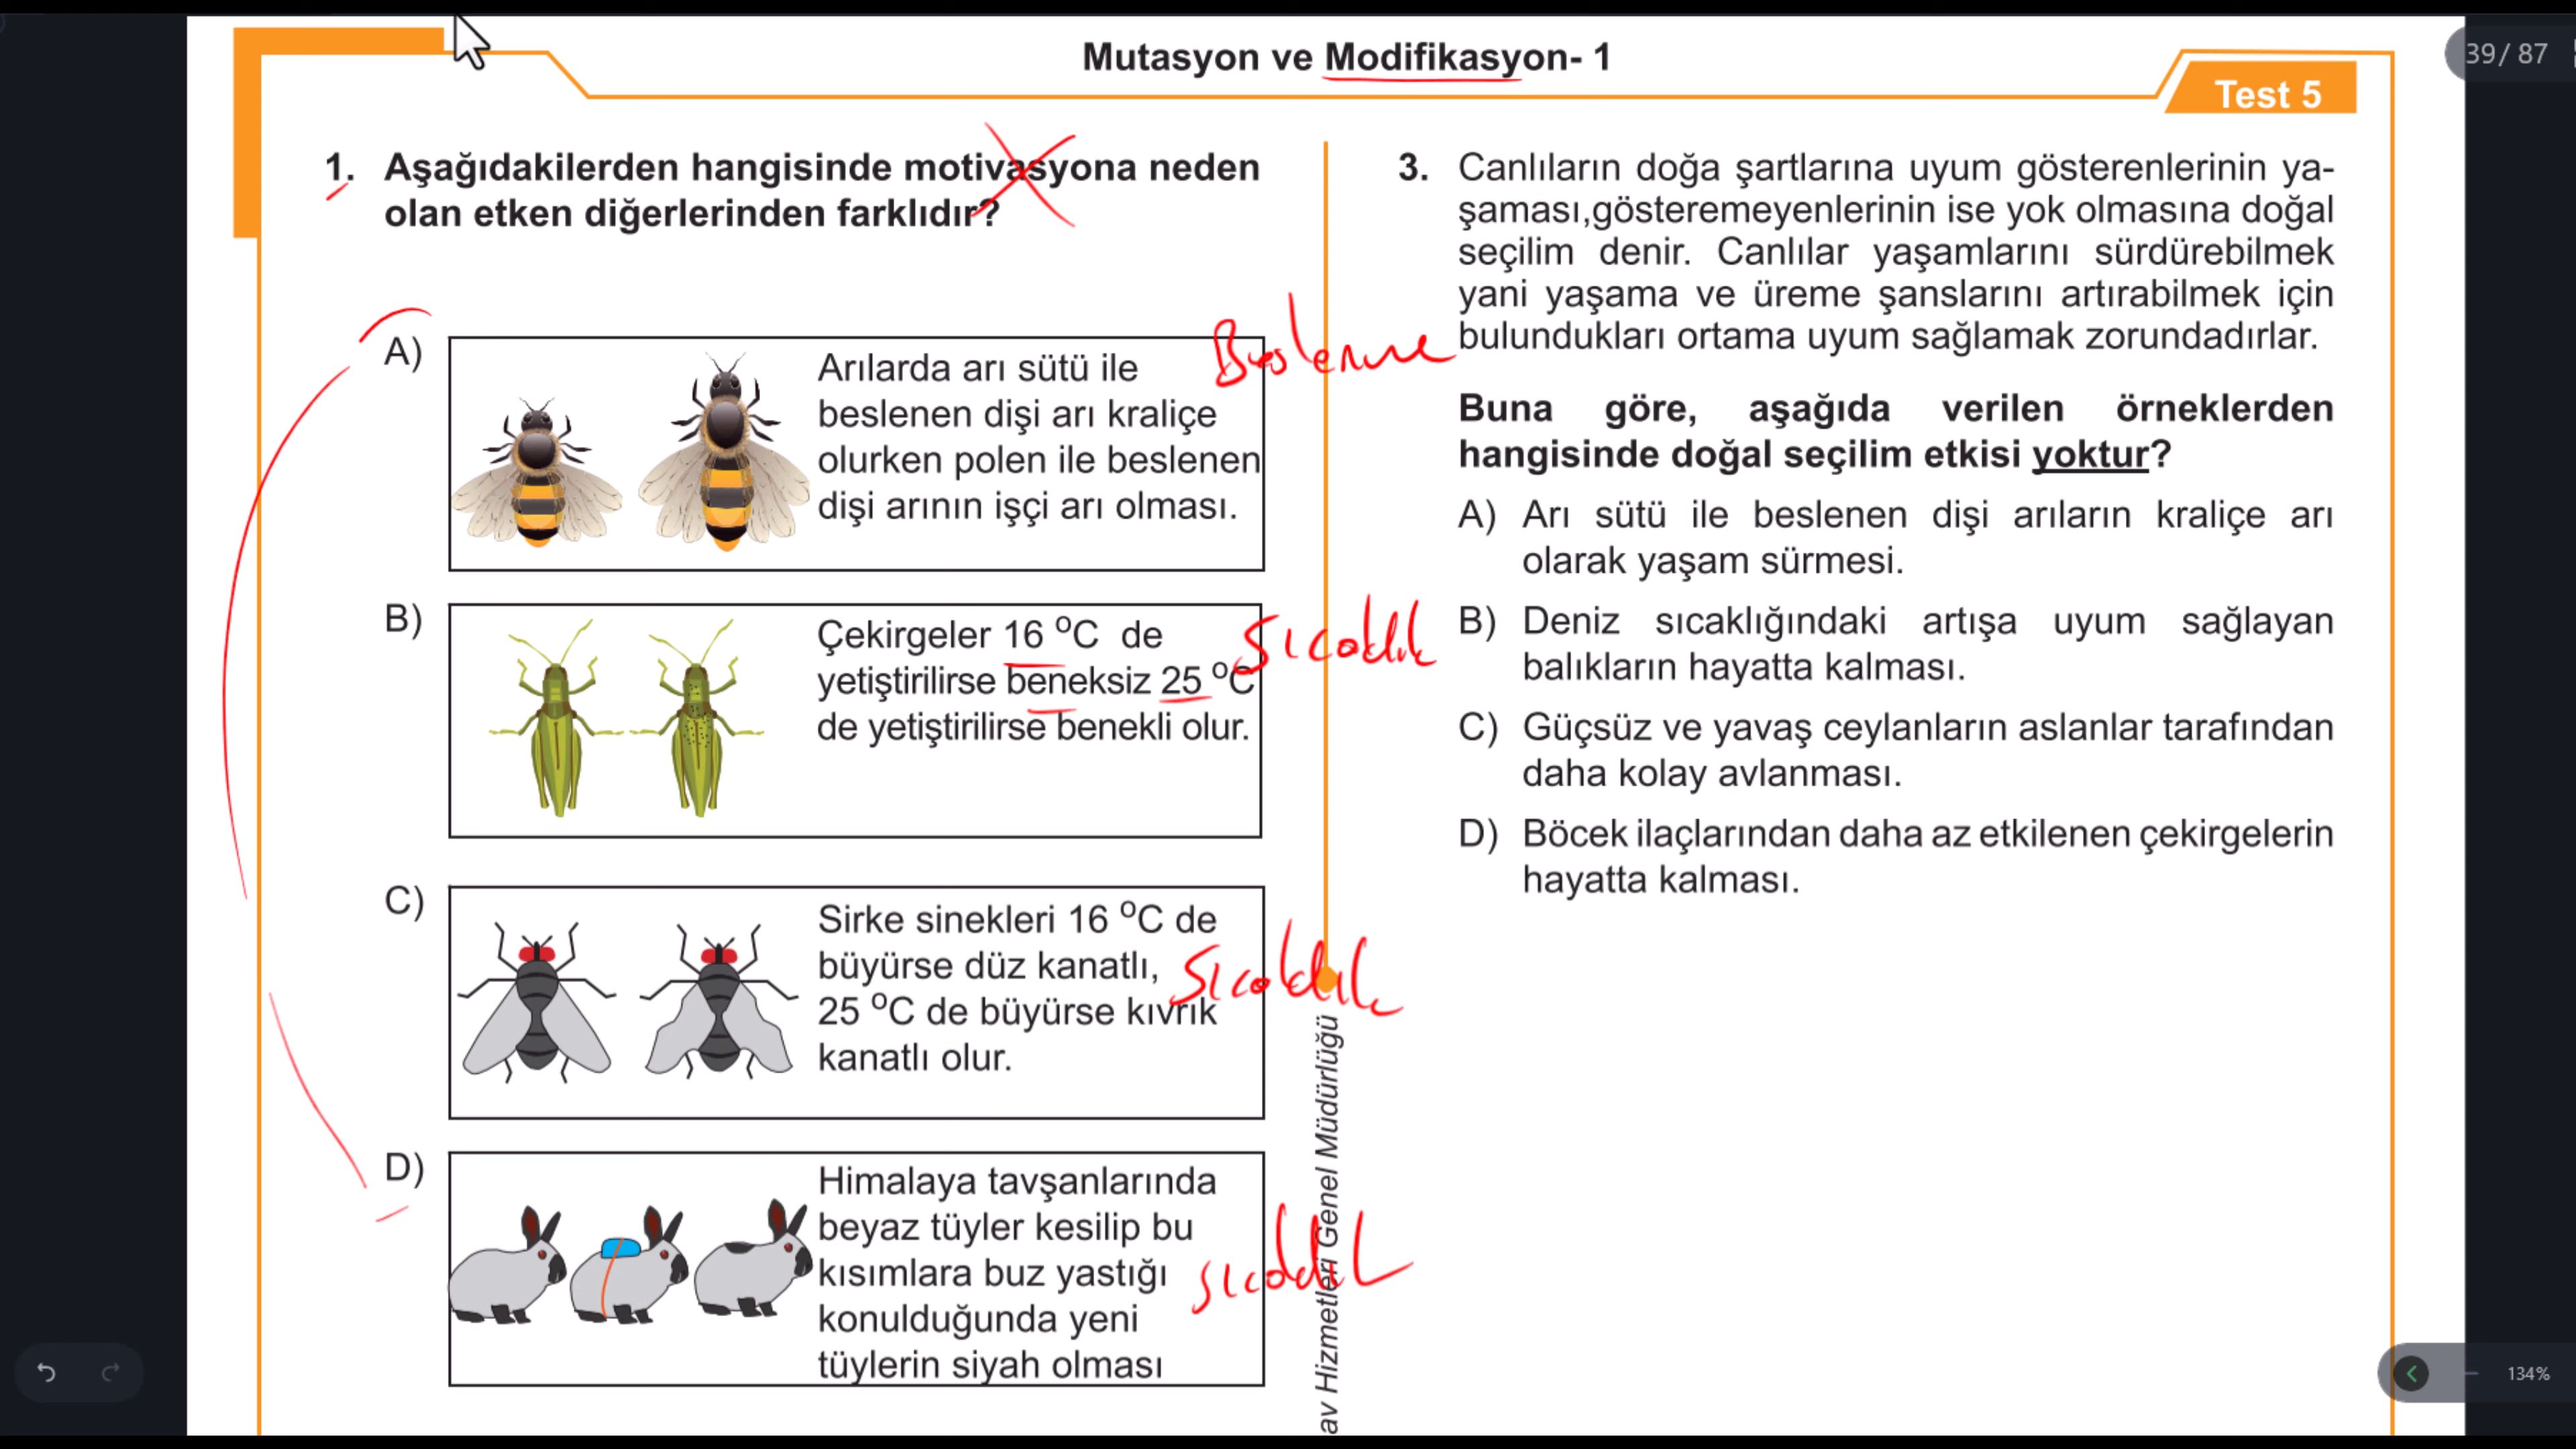 Mutasyon ve Modifikasyon- 1
39/ 87
Test 5
1. Aşağıdakilerden hangisinde motivasyona neden
olan etken diğerlerinden farklıdır?
A)
Arılarda arı sütü ile
beslenen dişi arı kraliçe
olurken polen ile beslenen
dişi arının işçi arı olması.
Beslenme
B)
Çekirgeler 16 ⁰C de
yetiştirilirse beneksiz 25 ⁰C
de yetiştirilirse benekli olur.
Sıcaklık
C)
Sirke sinekleri 16 ⁰C de
büyürse düz kanatlı,
25 ⁰C de büyürse kıvrık
kanatlı olur.
Sıcaklık
D)
Himalaya tavşanlarında
beyaz tüyler kesilip bu
kısımlara buz yastığı
konulduğunda yeni
tüylerin siyah olması
Sıcaklık
av Hizmetleri Genel Müdürlüğü
3. Canlıların doğa şartlarına uyum gösterenlerinin ya-
şaması,gösteremeyenlerinin ise yok olmasına doğal
seçilim denir. Canlılar yaşamlarını sürdürebilmek
yani yaşama ve üreme şanslarını artırabilmek için
bulundukları ortama uyum sağlamak zorundadırlar.
Buna göre, aşağıda verilen örneklerden
hangisinde doğal seçilim etkisi yoktur?
A) Arı sütü ile beslenen dişi arıların kraliçe arı
olarak yaşam sürmesi.
B) Deniz sıcaklığındaki artışa uyum sağlayan
balıkların hayatta kalması.
C) Güçsüz ve yavaş ceylanların aslanlar tarafından
daha kolay avlanması.
D) Böcek ilaçlarından daha az etkilenen çekirgelerin
hayatta kalması.
134%